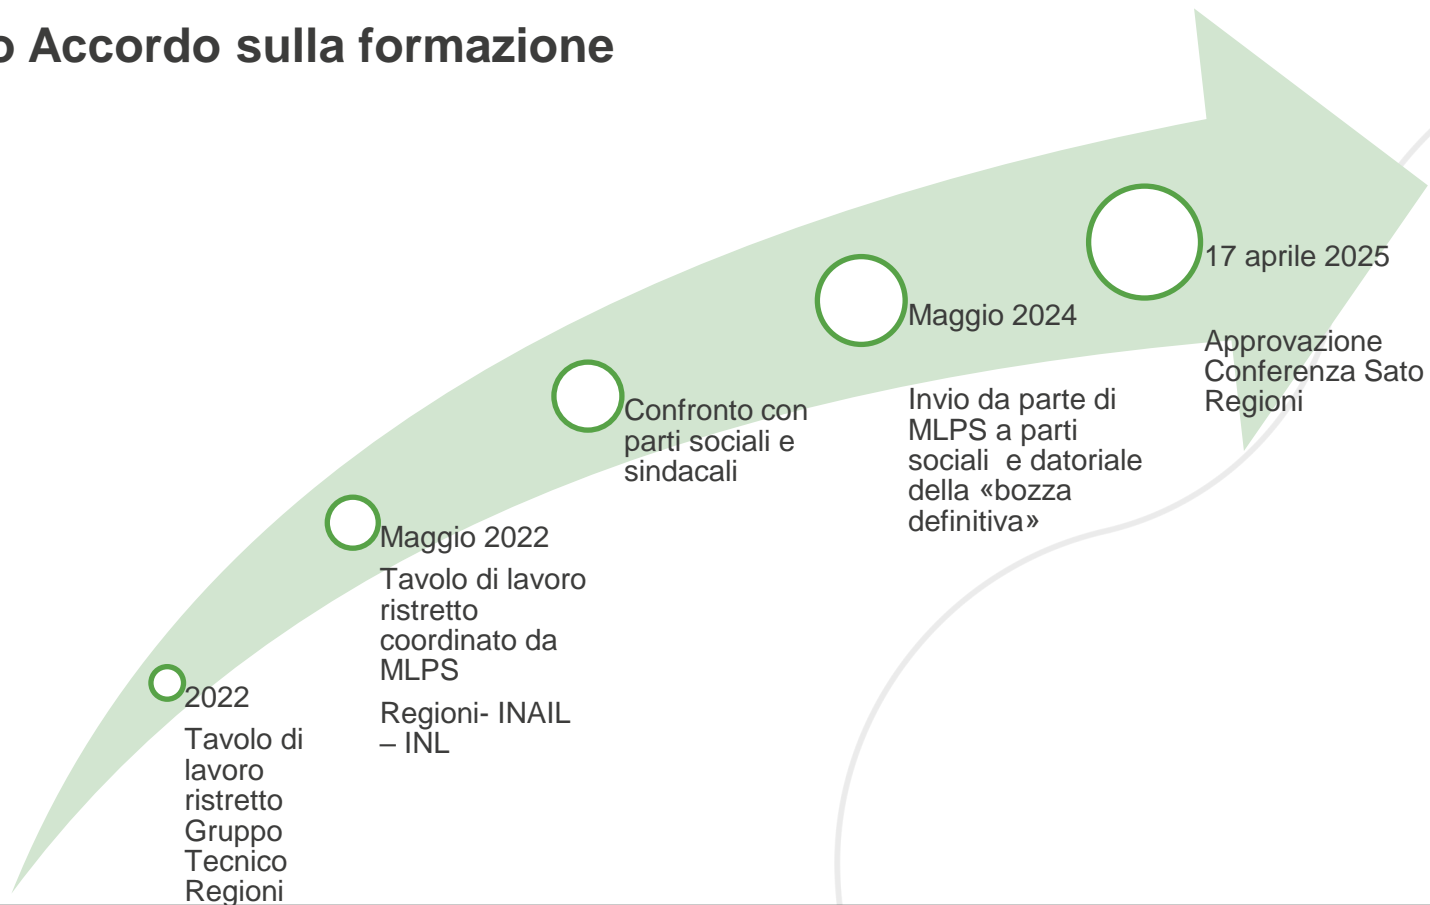 o Accordo sulla formazione
2022
Tavolo di
lavoro
ristretto
Gruppo
Tecnico
Regioni
Maggio 2022
Tavolo di lavoro
ristretto
coordinato da
MLPS
Regioni- INAIL
– INL
Confronto con
parti sociali e
sindacali
Maggio 2024
Invio da parte di
MLPS a parti
sociali  e datoriale
della «bozza
definitiva»
17 aprile 2025
Approvazione
Conferenza Sato
Regioni